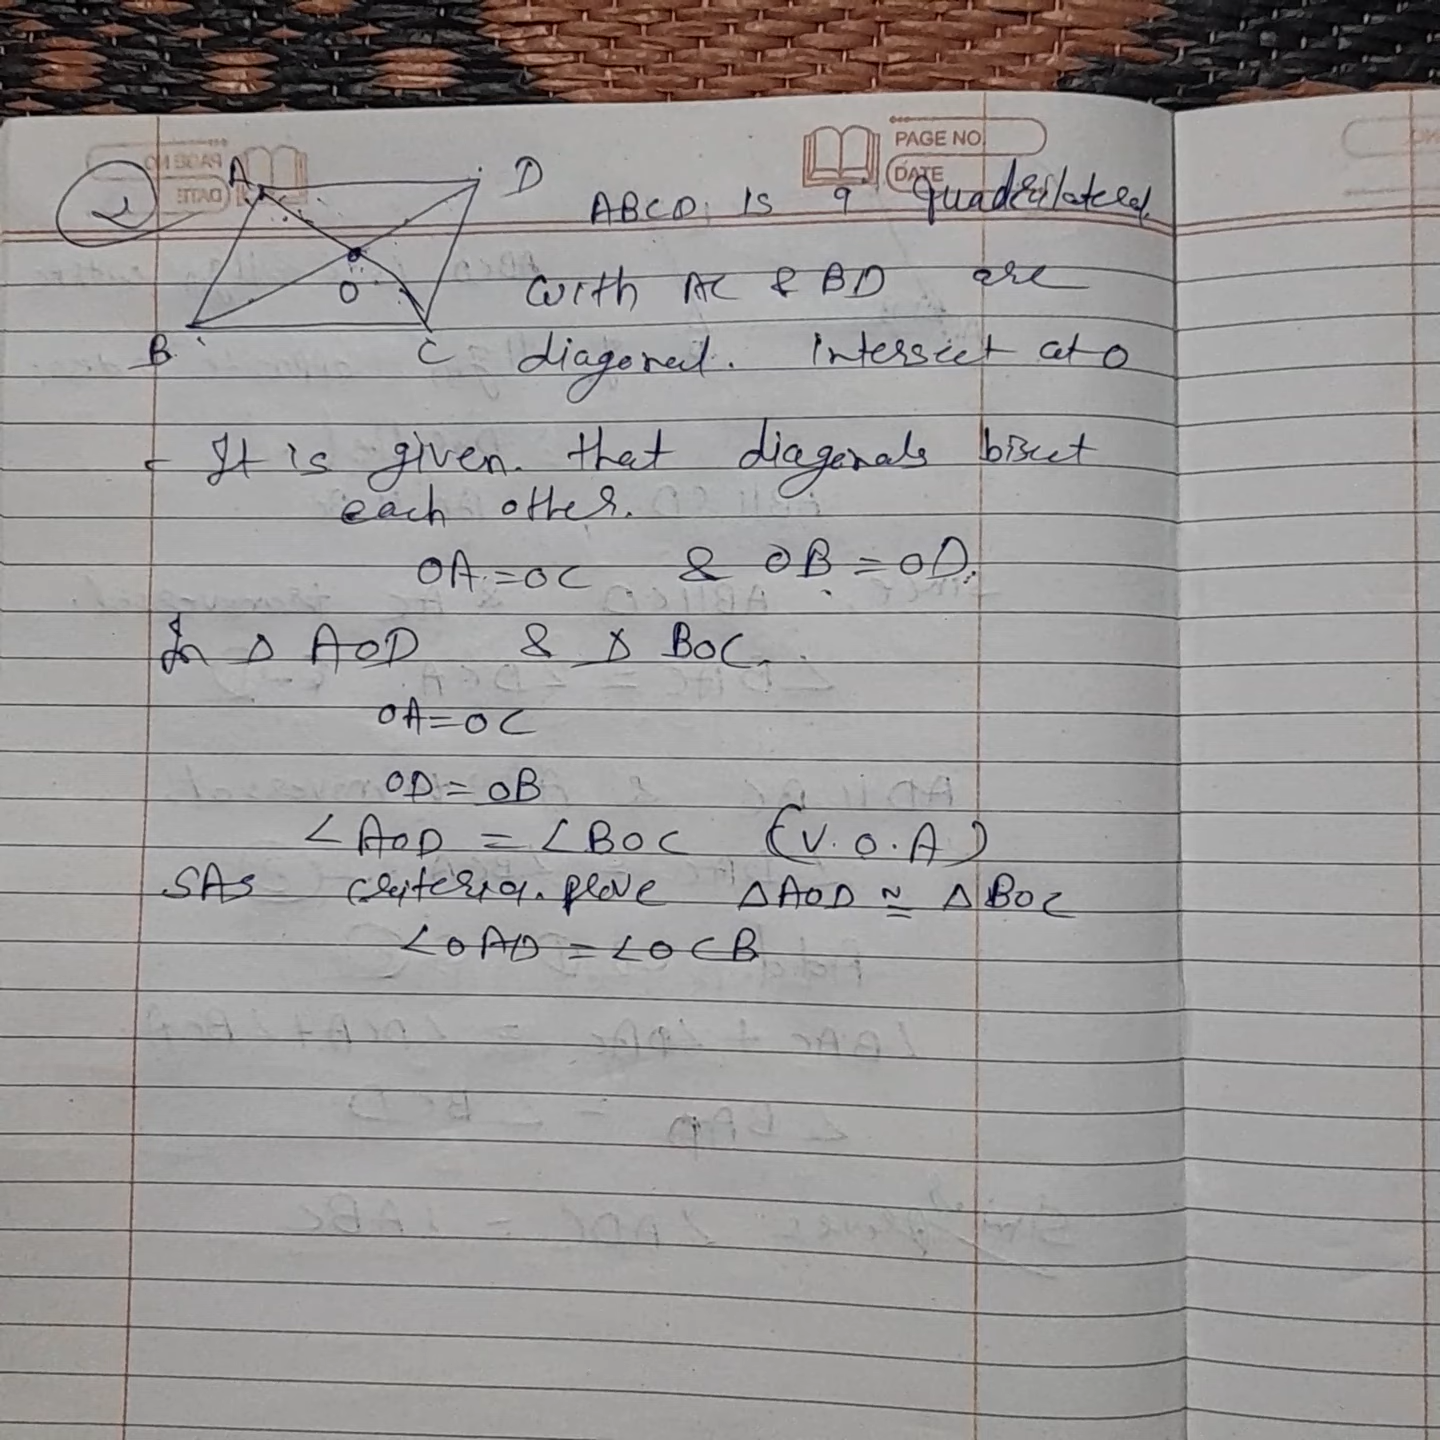 PAGE NO.
DATE
2
A
D
O
B
C
ABCD is a quadrilateral
with AC & BD are
diagonal. Intersect at O
- It is given. that diagonals bisect
each other.
OA = OC & OB = OD.
In Δ AOD & Δ BOC
OA = OC
OD = OB
∠AOD = ∠BOC (V.O.A)
SAS criteria. prove ΔAOD ≅ ΔBOC
∠OAD = ∠OCB